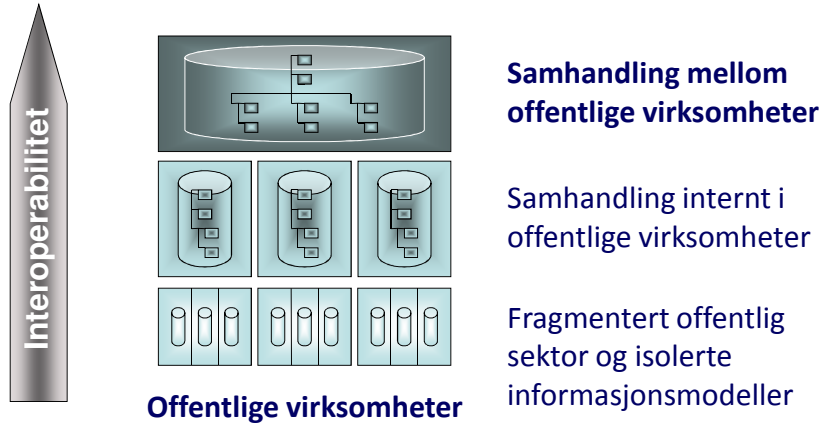 Interoperabilitet
Samhandling mellom
offentlige virksomheter
Samhandling internt i
offentlige virksomheter
Fragmentert offentlig
sektor og isolerte
informasjonsmodeller
Offentlige virksomheter